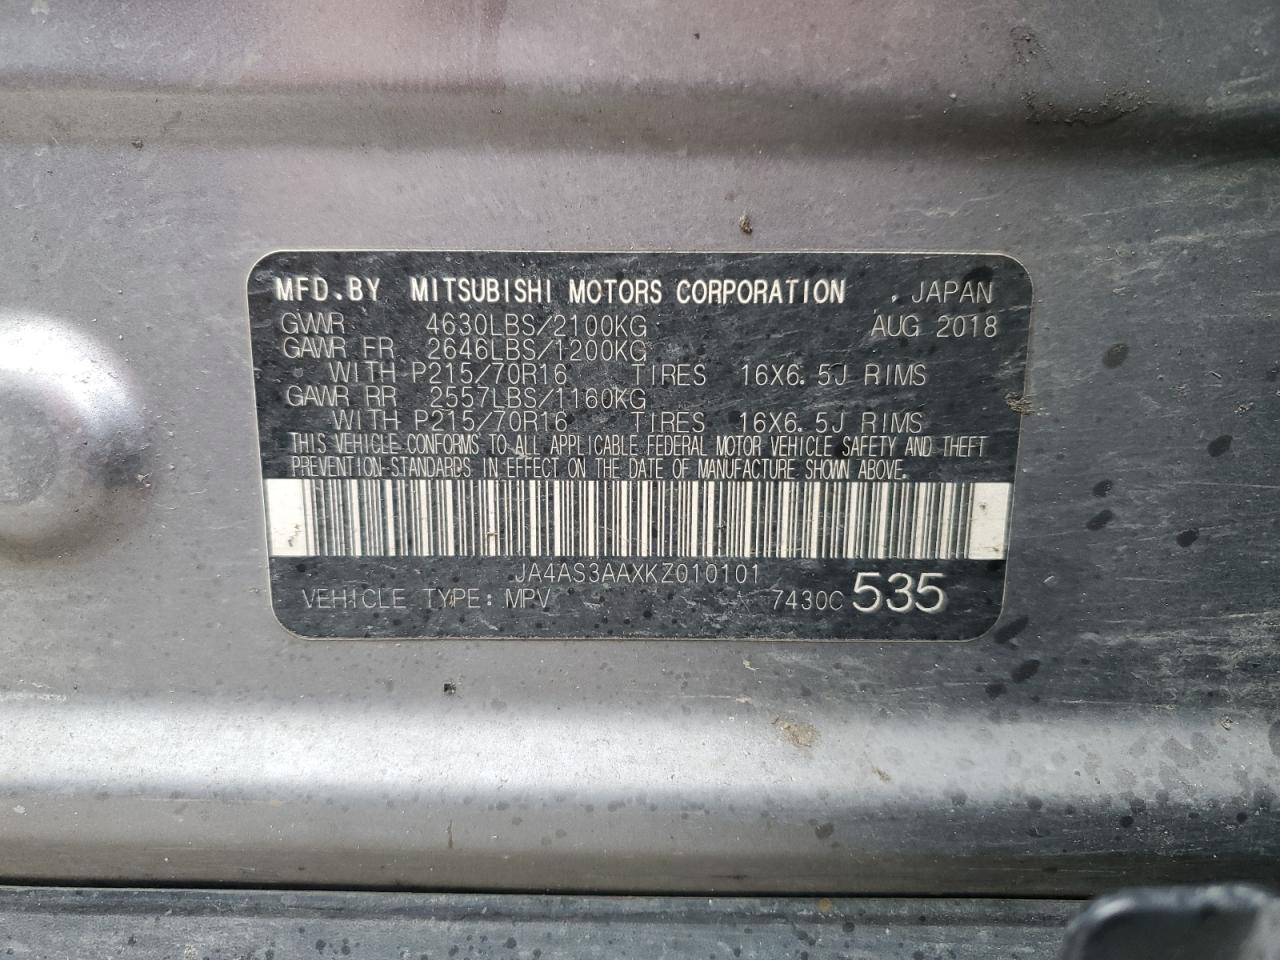 MFD.BY MITSUBISHI MOTORS CORPORATION , JAPAN
GVWR 4630LBS/2100KG AUG 2018
GAWR FR 2646LBS/1200KG
WITH P215/70R16 TIRES 16X6.5J RIMS
GAWR RR 2557LBS/1160KG
WITH P215/70R16 TIRES 16X6.5J RIMS
THIS VEHICLE CONFORMS TO ALL APPLICABLE FEDERAL MOTOR VEHICLE SAFETY AND THEFT
PREVENTION STANDARDS IN EFFECT ON THE DATE OF MANUFACTURE SHOWN ABOVE.
JA4AS3AAXKZ010101
VEHICLE TYPE: MPV 7430C 535